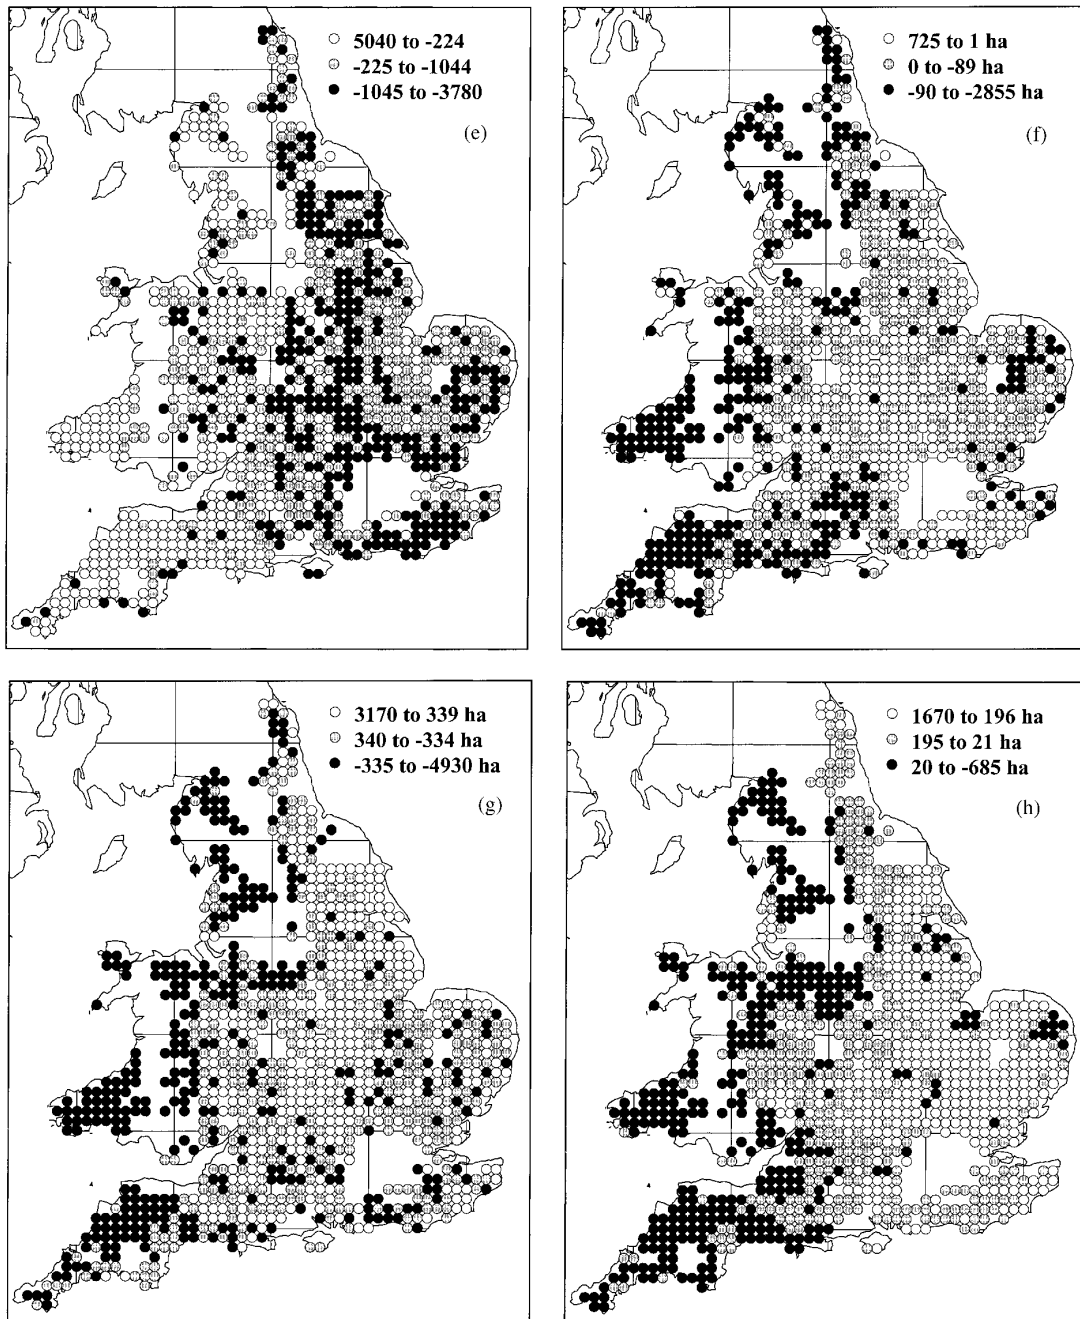 5040 to -224
-225 to -1044
-1045 to -3780
(e)
725 to 1 ha
0 to -89 ha
-90 to -2855 ha
(f)
3170 to 339 ha
340 to -334 ha
-335 to -4930 ha
(g)
1670 to 196 ha
195 to 21 ha
20 to -685 ha
(h)